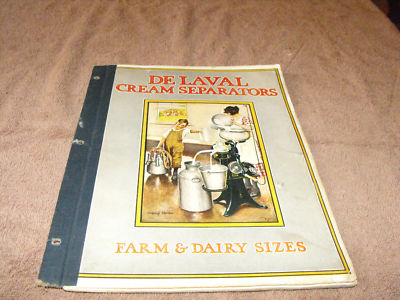 DE LAVAL
CREAM SEPARATORS
FARM & DAIRY SIZES